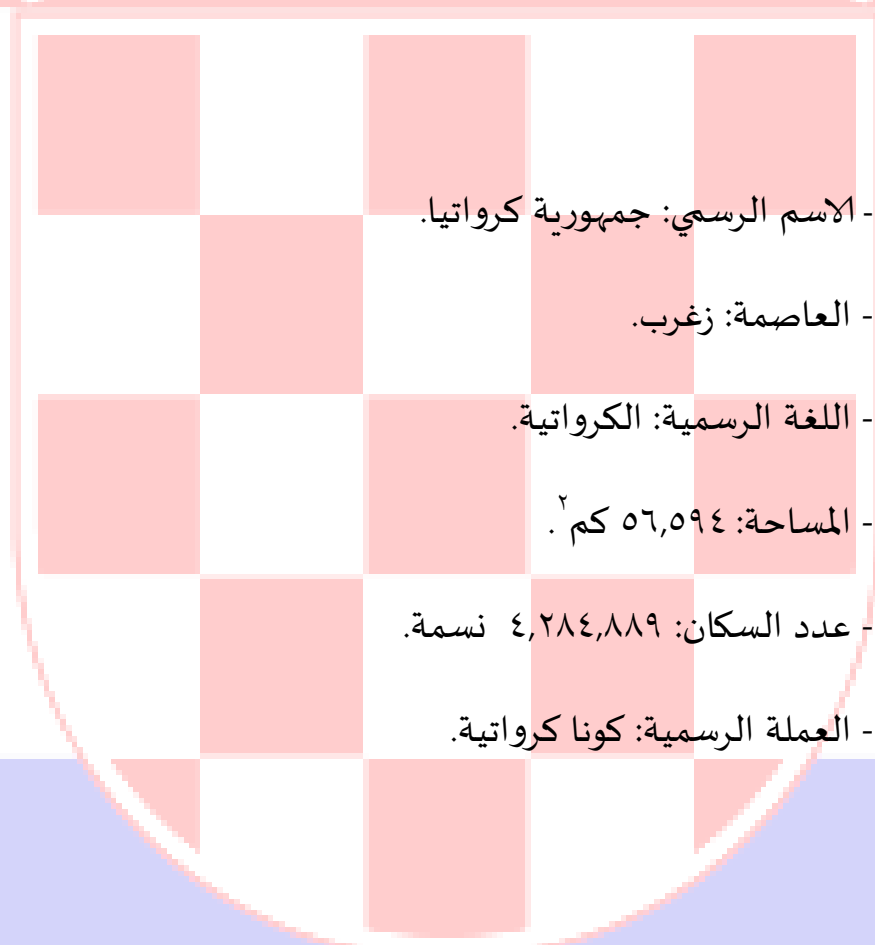 - الاسم الرسمي: جمهورية كرواتيا.
- العاصمة: زغرب.
- اللغة الرسمية: الكرواتية.
- المساحة: ٥٦,٥٩٤ كم٢.
- عدد السكان: ٤,٢٨٤,٨٨٩ نسمة.
- العملة الرسمية: كونا كرواتية.